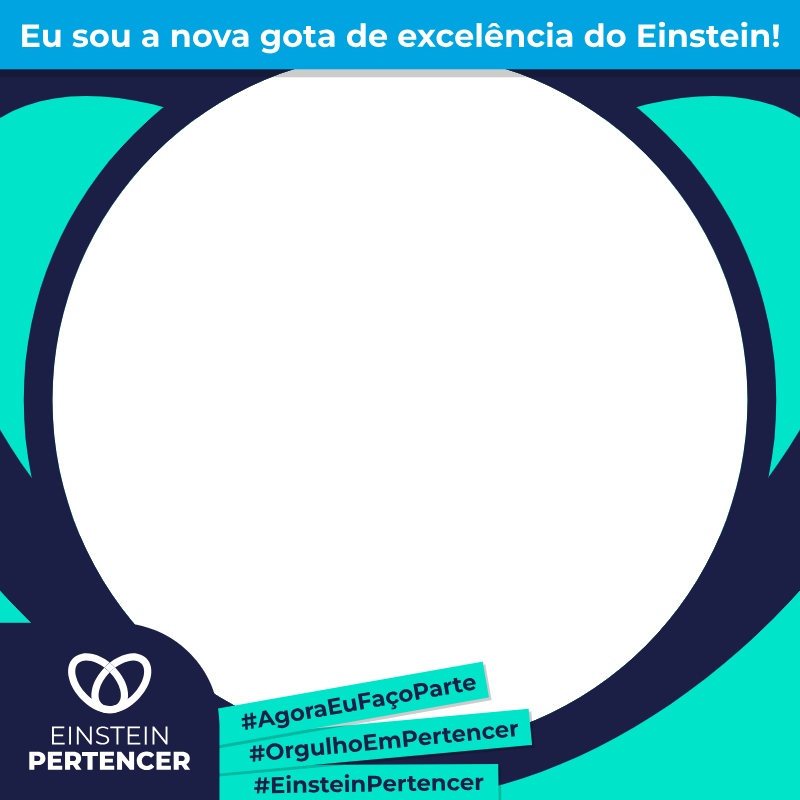 Eu sou a nova gota de excelência do Einstein!
#AgoraEuFaçoParte
#OrgulhoEmPertencer
#EinsteinPertencer
EINSTEIN
PERTENCER